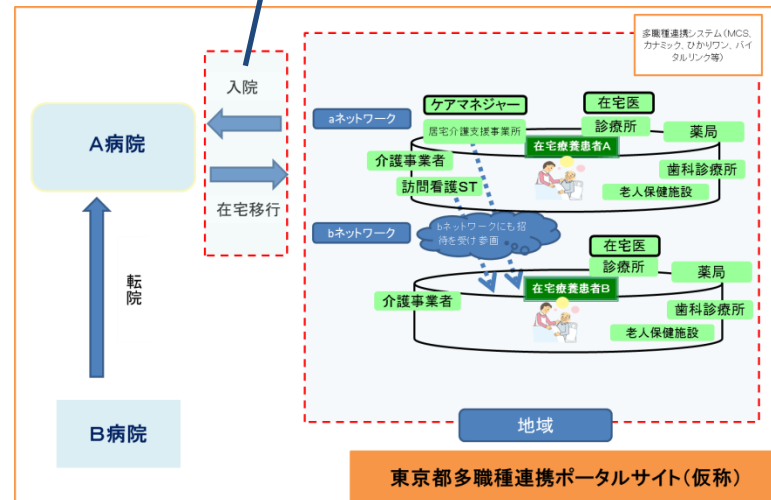 多職種連携システム（MCS、
カナミック、ひかりワン、バイ
タルリンク等）
入院
A病院
在宅移行
転院
B病院
aネットワーク
ケアマネジャー
居宅介護支援事業所
在宅医
診療所
薬局
在宅療養患者A
介護事業者
訪問看護ST
歯科診療所
老人保健施設
bネットワーク
bネットワークにも招
待を受け参画
在宅医
診療所
薬局
在宅療養患者B
介護事業者
歯科診療所
老人保健施設
地域
東京都多職種連携ポータルサイト（仮称）